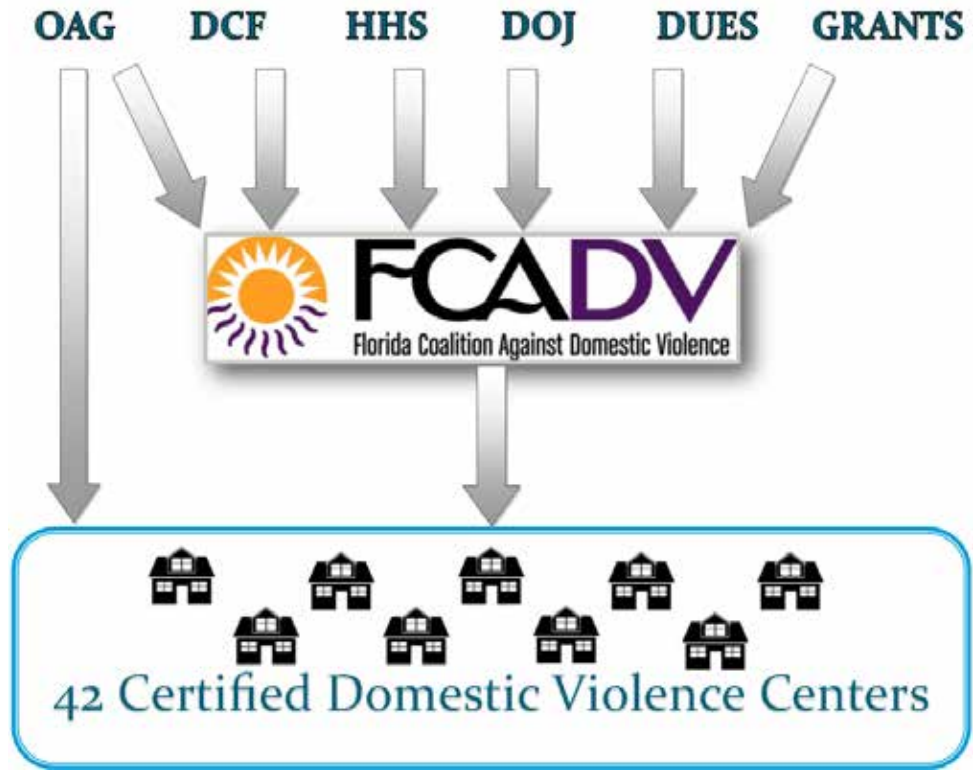 OAG DCF HHS DOJ DUES GRANTS
FCADV
Florida Coalition Against Domestic Violence
42 Certified Domestic Violence Centers